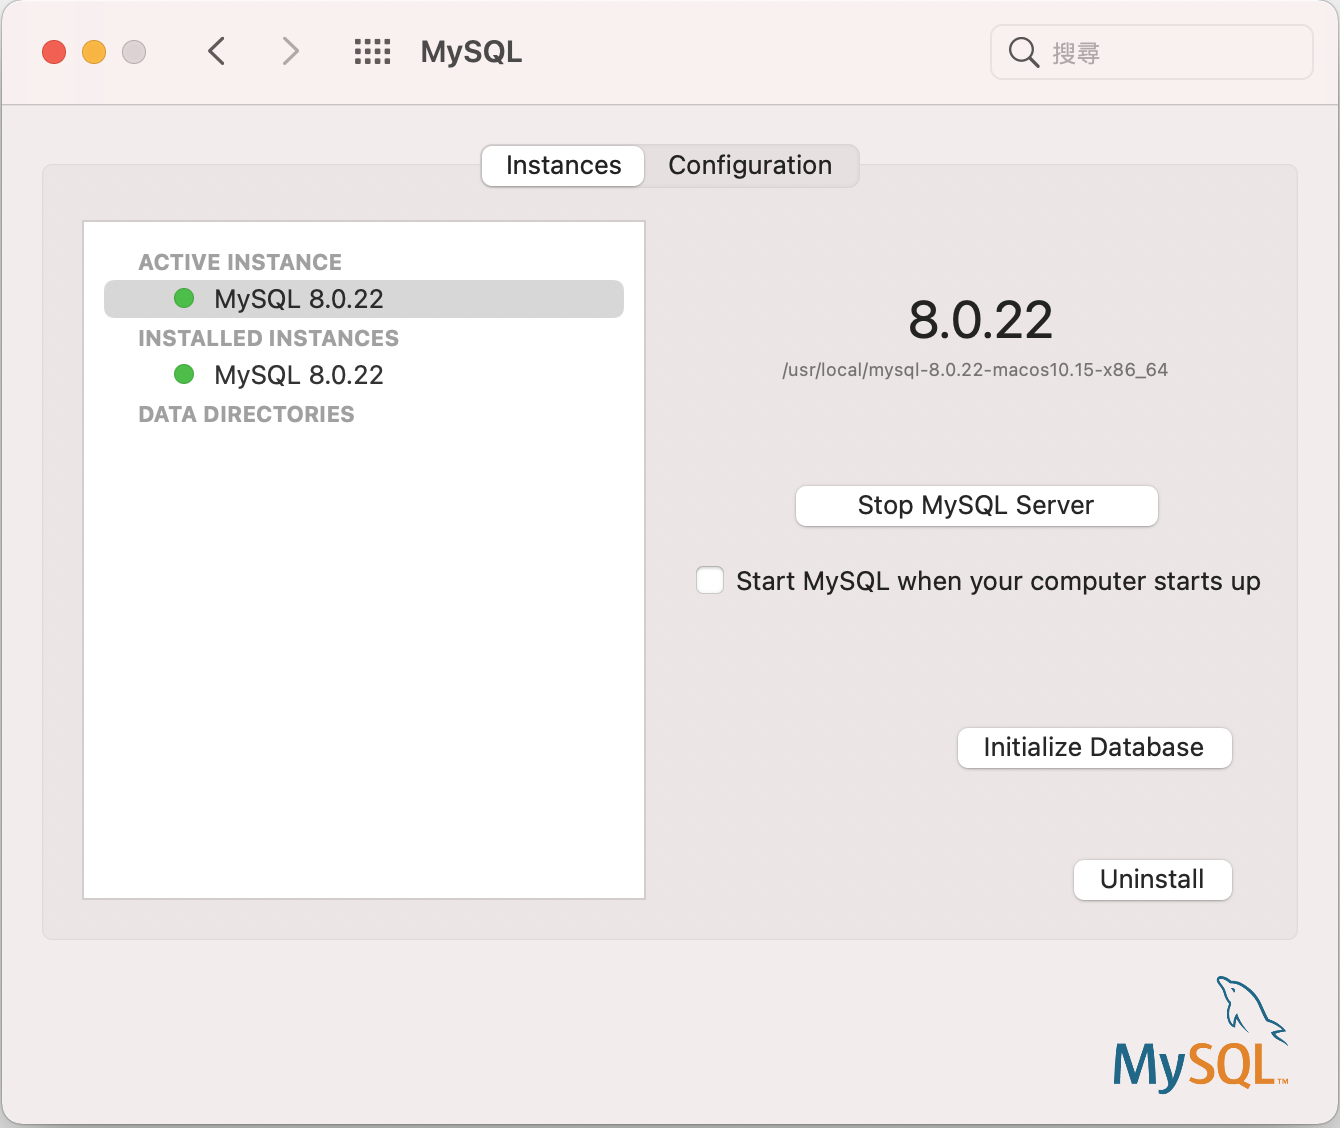 MySQL
搜尋
Instances
Configuration
ACTIVE INSTANCE
MySQL 8.0.22
INSTALLED INSTANCES
MySQL 8.0.22
DATA DIRECTORIES
8.0.22
/usr/local/mysql-8.0.22-macos10.15-x86_64
Stop MySQL Server
Start MySQL when your computer starts up
Initialize Database
Uninstall
MySQL™